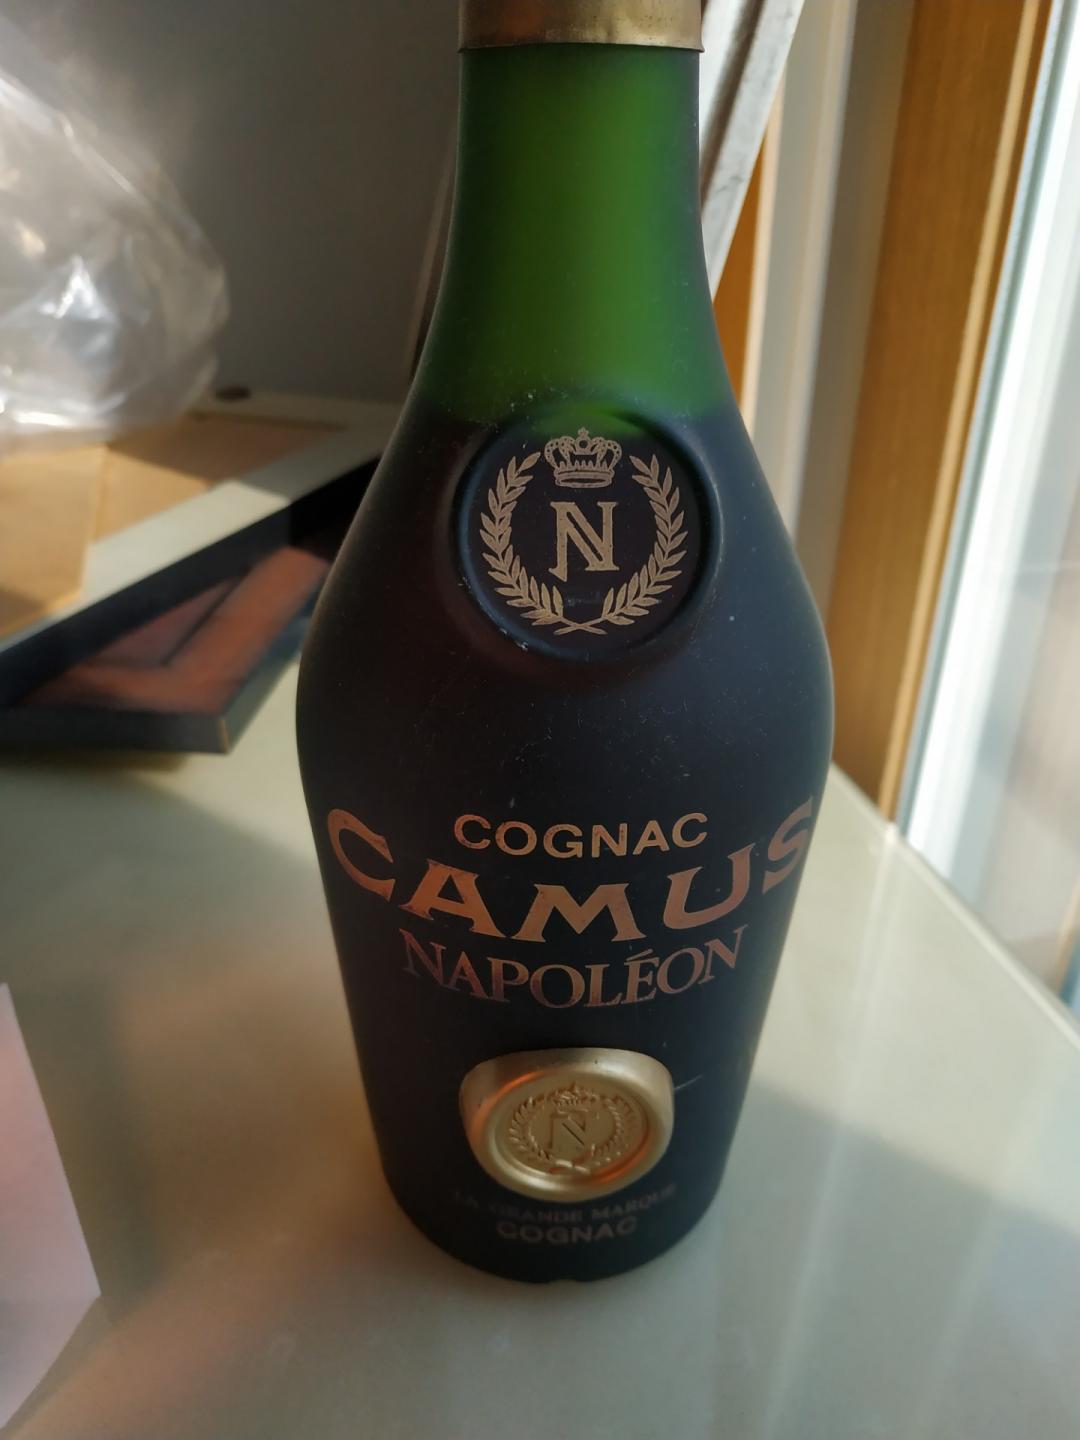 N
COGNAC
CAMUS
NAPOLÉON
N
LA GRANDE MARQUE
COGNAC